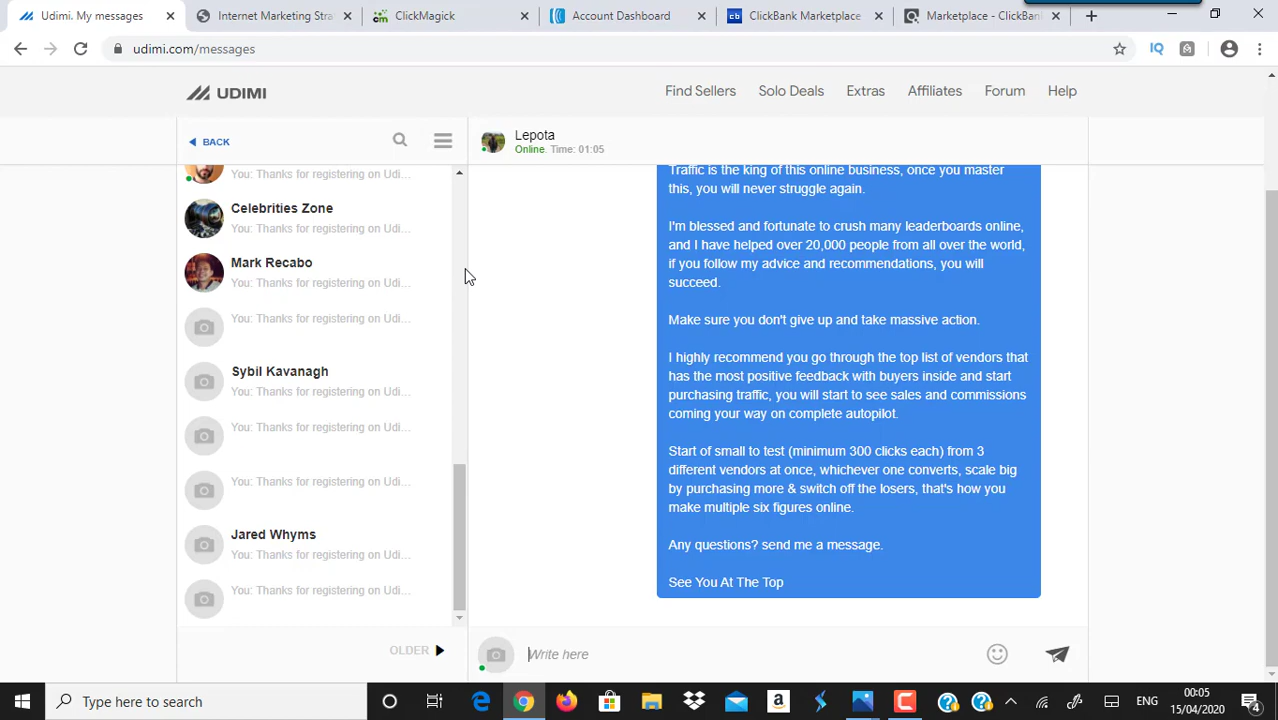 Udimi. My messages
Internet Marketing Stra
ClickMagick
Account Dashboard
ClickBank Marketplace
Marketplace - ClickBan
udimi.com/messages
IQ
UDIMI
Find Sellers
Solo Deals
Extras
Affiliates
Forum
Help
BACK
Lepota
Online. Time: 01:05
You: Thanks for registering on Udi...
Celebrities Zone
You: Thanks for registering on Udi...
Mark Recabo
You: Thanks for registering on Udi...
You: Thanks for registering on Udi...
Sybil Kavanagh
You: Thanks for registering on Udi...
You: Thanks for registering on Udi...
You: Thanks for registering on Udi...
Jared Whyms
You: Thanks for registering on Udi...
You: Thanks for registering on Udi...
OLDER
Traffic is the king of this online business, once you master
this, you will never struggle again.
I'm blessed and fortunate to crush many leaderboards online,
and I have helped over 20,000 people from all over the world,
if you follow my advice and recommendations, you will
succeed.
Make sure you don't give up and take massive action.
I highly recommend you go through the top list of vendors that
has the most positive feedback with buyers inside and start
purchasing traffic, you will start to see sales and commissions
coming your way on complete autopilot.
Start of small to test (minimum 300 clicks each) from 3
different vendors at once, whichever one converts, scale big
by purchasing more & switch off the losers, that's how you
make multiple six figures online.
Any questions? send me a message.
See You At The Top
Write here
Type here to search
ENG
00:05
15/04/2020
4